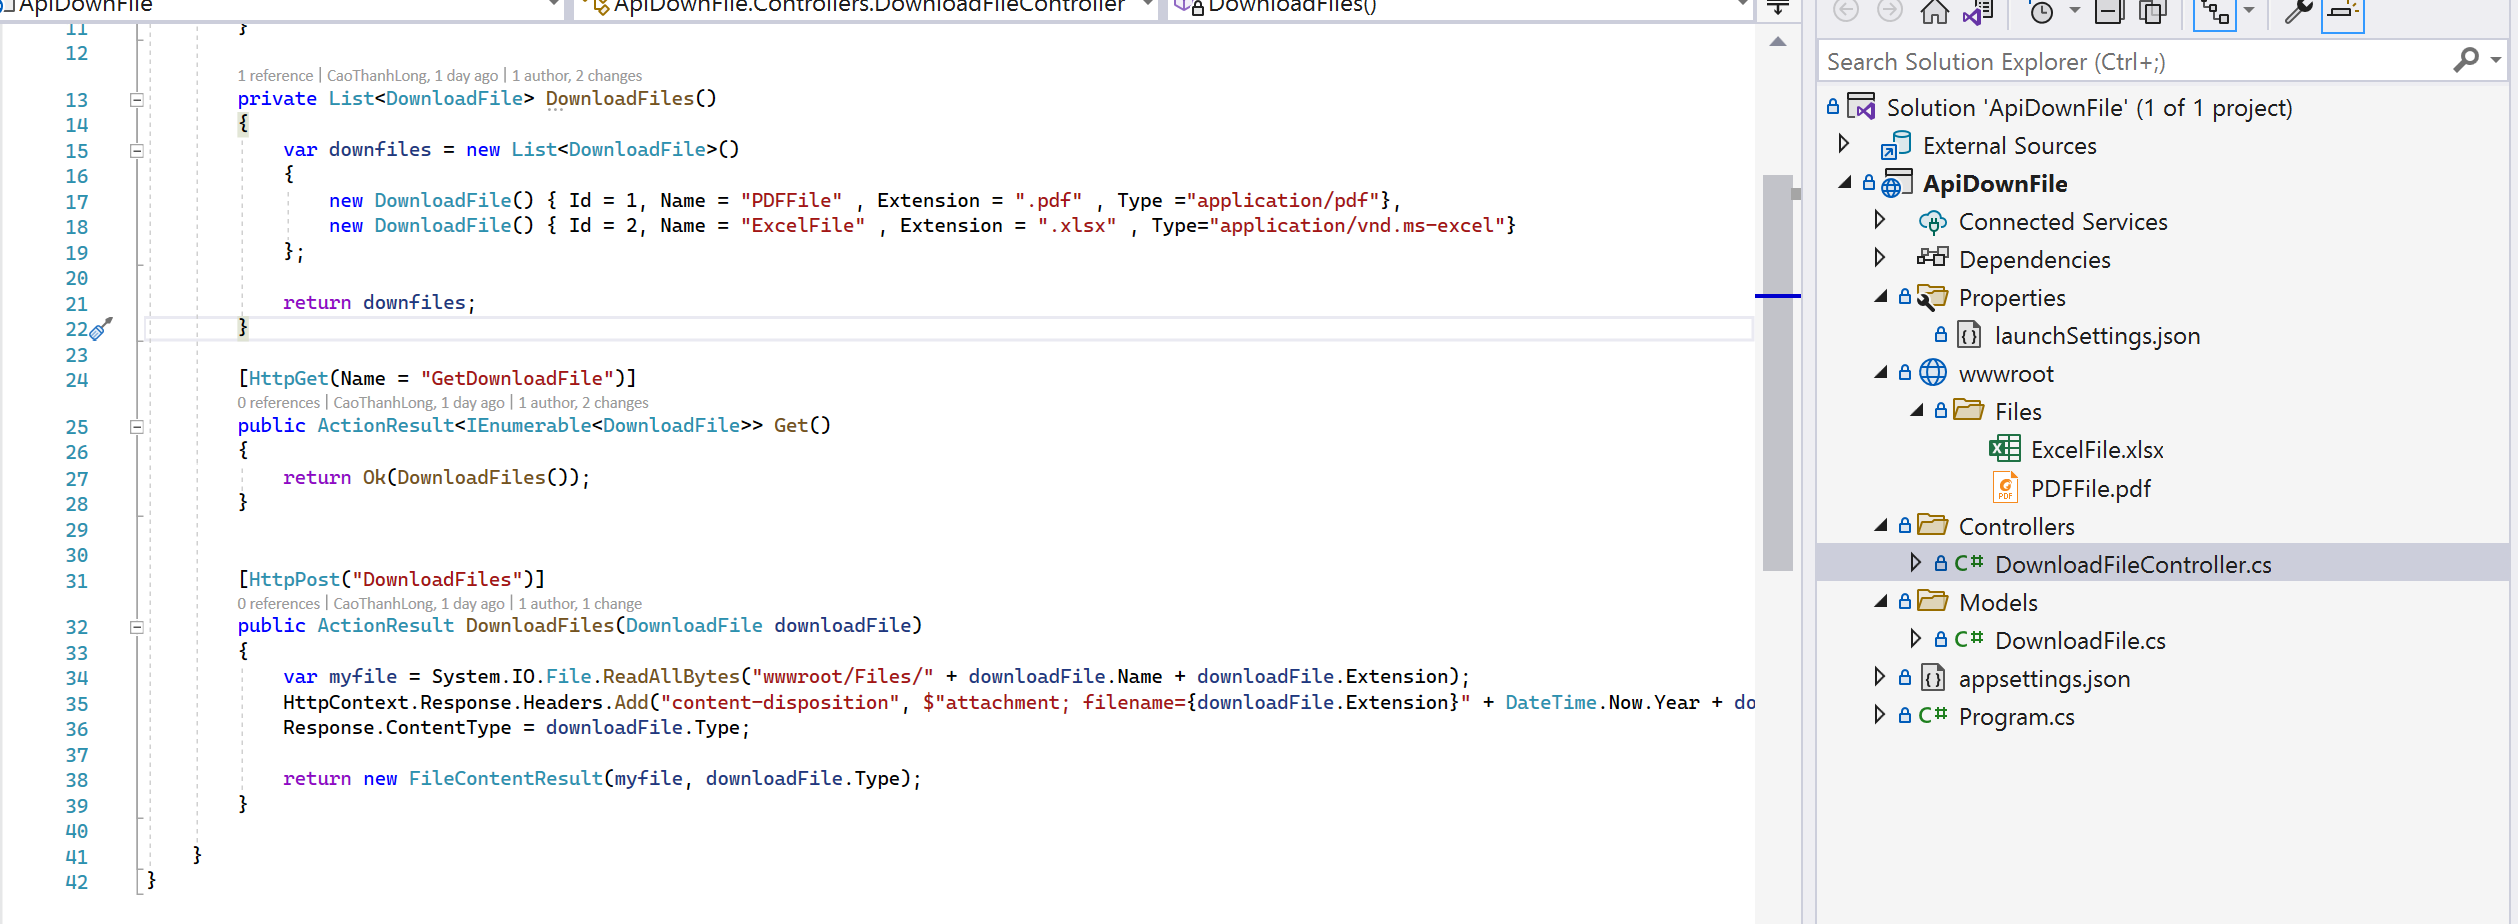 ApiDownFile
ApiDownFile.Controllers.DownloadFileController
DownloadFiles()
11 }
12
1 reference | CaoThanhLong, 1 day ago | 1 author, 2 changes
13 private List<DownloadFile> DownloadFiles()
14 {
15 var downfiles = new List<DownloadFile>()
16 {
17 new DownloadFile() { Id = 1, Name = "PDFFile" , Extension = ".pdf" , Type ="application/pdf"},
18 new DownloadFile() { Id = 2, Name = "ExcelFile" , Extension = ".xlsx" , Type="application/vnd.ms-excel"}
19 };
20
21 return downfiles;
22 }
23
24 [HttpGet(Name = "GetDownloadFile")]
0 references | CaoThanhLong, 1 day ago | 1 author, 2 changes
25 public ActionResult<IEnumerable<DownloadFile>> Get()
26 {
27 return Ok(DownloadFiles());
28 }
29
30
31 [HttpPost("DownloadFiles")]
0 references | CaoThanhLong, 1 day ago | 1 author, 1 change
32 public ActionResult DownloadFiles(DownloadFile downloadFile)
33 {
34 var myfile = System.IO.File.ReadAllBytes("wwwroot/Files/" + downloadFile.Name + downloadFile.Extension);
35 HttpContext.Response.Headers.Add("content-disposition", $"attachment; filename={downloadFile.Extension}" + DateTime.Now.Year + do
36 Response.ContentType = downloadFile.Type;
37
38 return new FileContentResult(myfile, downloadFile.Type);
39 }
40
41 }
42 }
Search Solution Explorer (Ctrl+;)
Solution 'ApiDownFile' (1 of 1 project)
External Sources
ApiDownFile
Connected Services
Dependencies
Properties
launchSettings.json
wwwroot
Files
ExcelFile.xlsx
PDFFile.pdf
Controllers
C# DownloadFileController.cs
Models
C# DownloadFile.cs
appsettings.json
C# Program.cs